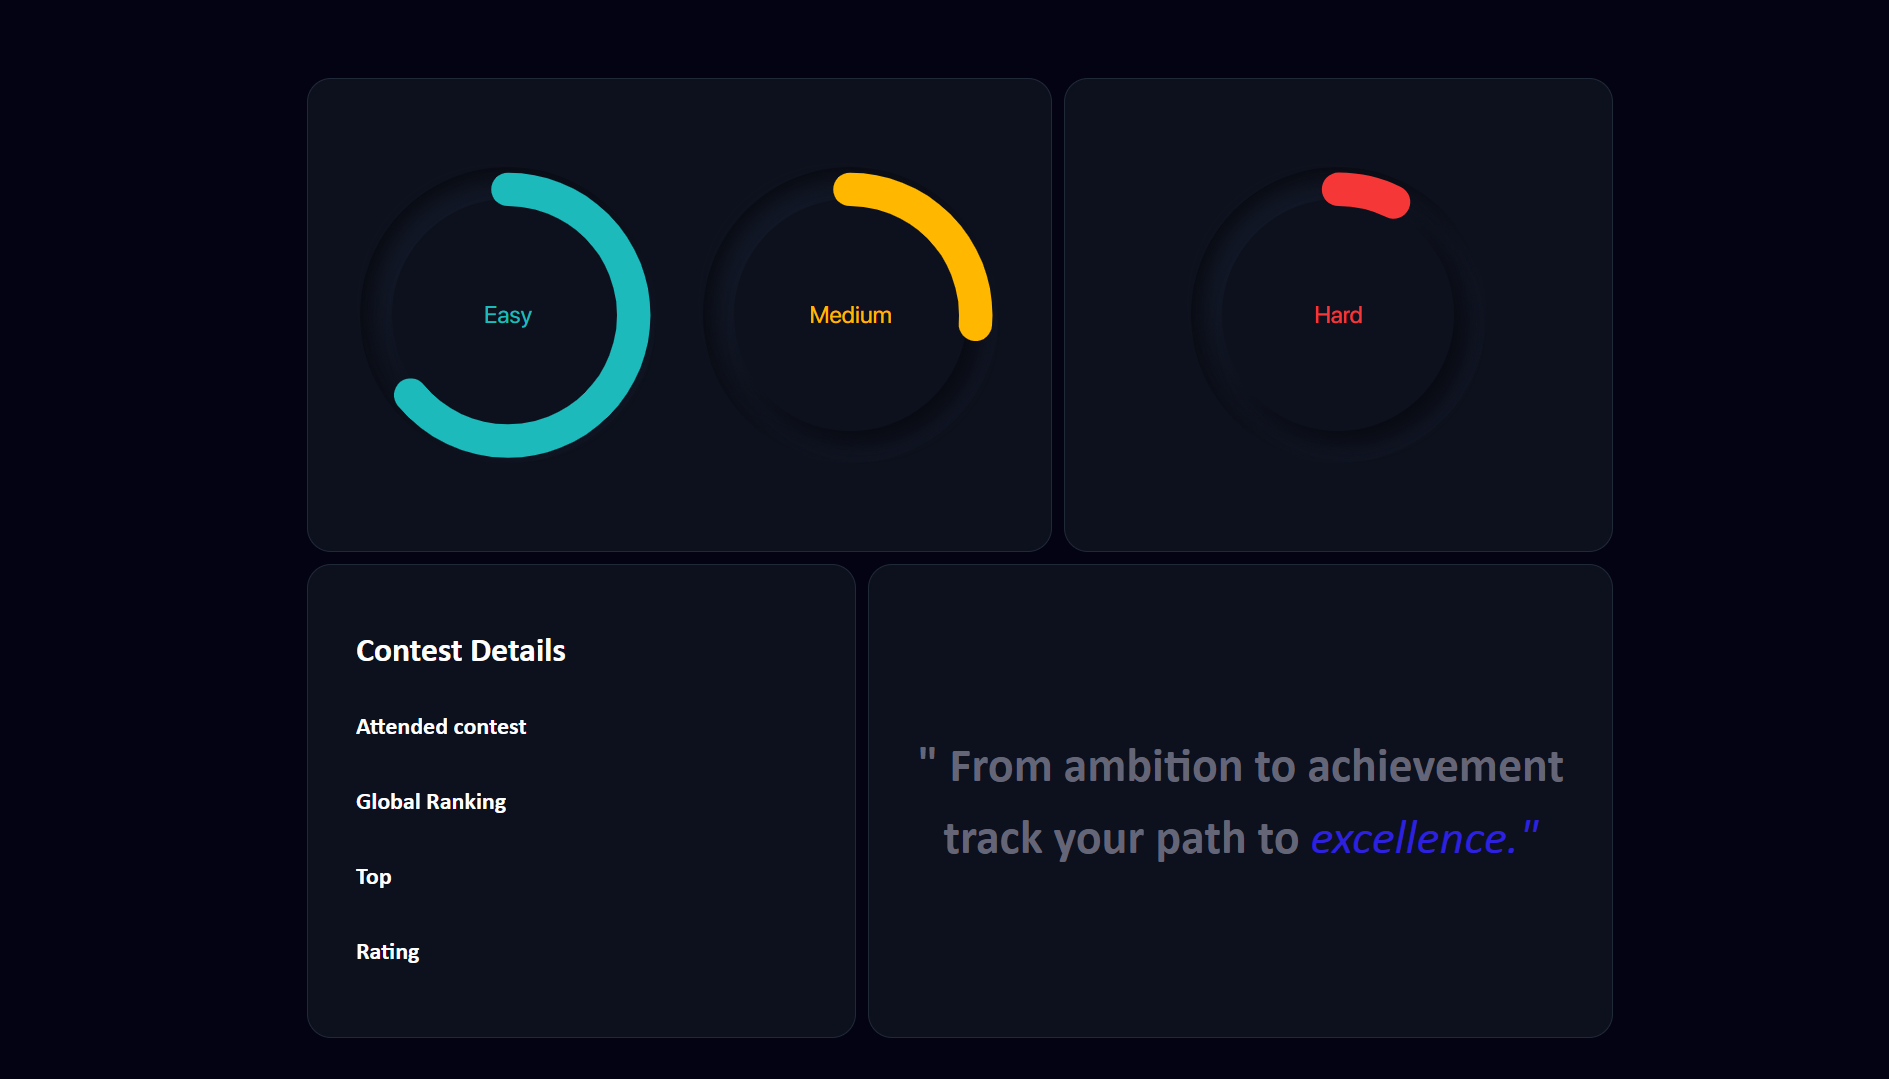 Easy
Medium
Hard
Contest Details
Attended contest
Global Ranking
Top
Rating
" From ambition to achievement
track your path to excellence."